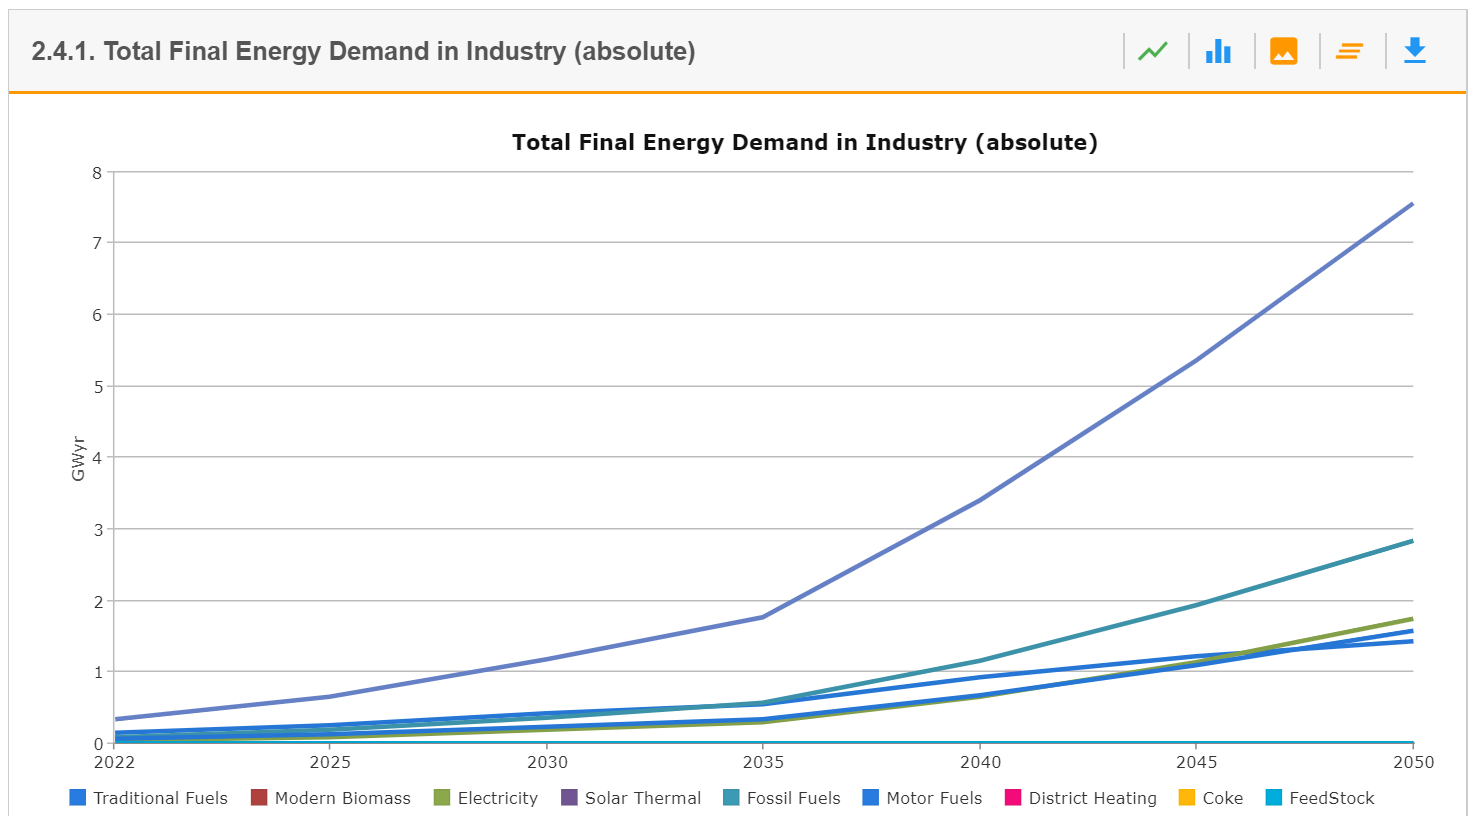 2.4.1. Total Final Energy Demand in Industry (absolute)
Total Final Energy Demand in Industry (absolute)
8
7
6
5
4
3
2
1
0
GWyr
2022 2025 2030 2035 2040 2045 2050
Traditional Fuels Modern Biomass Electricity Solar Thermal Fossil Fuels Motor Fuels District Heating Coke FeedStock